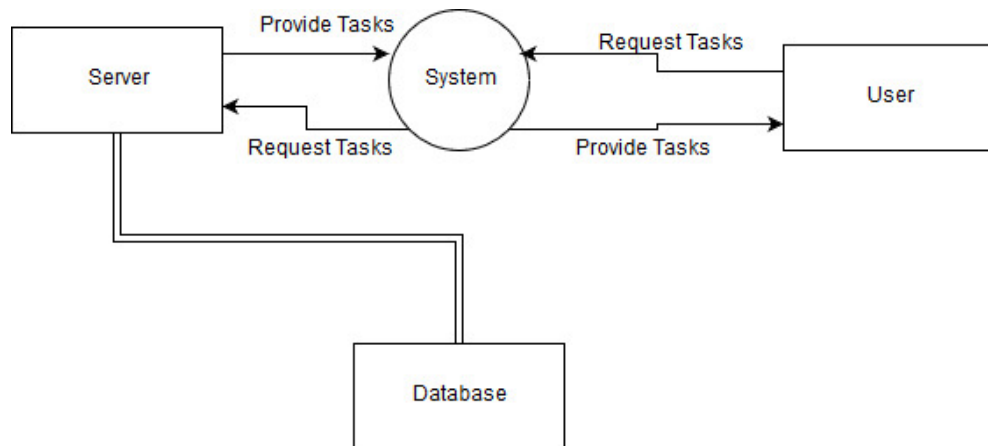 Provide Tasks
Request Tasks
Server
System
User
Request Tasks
Provide Tasks
Database